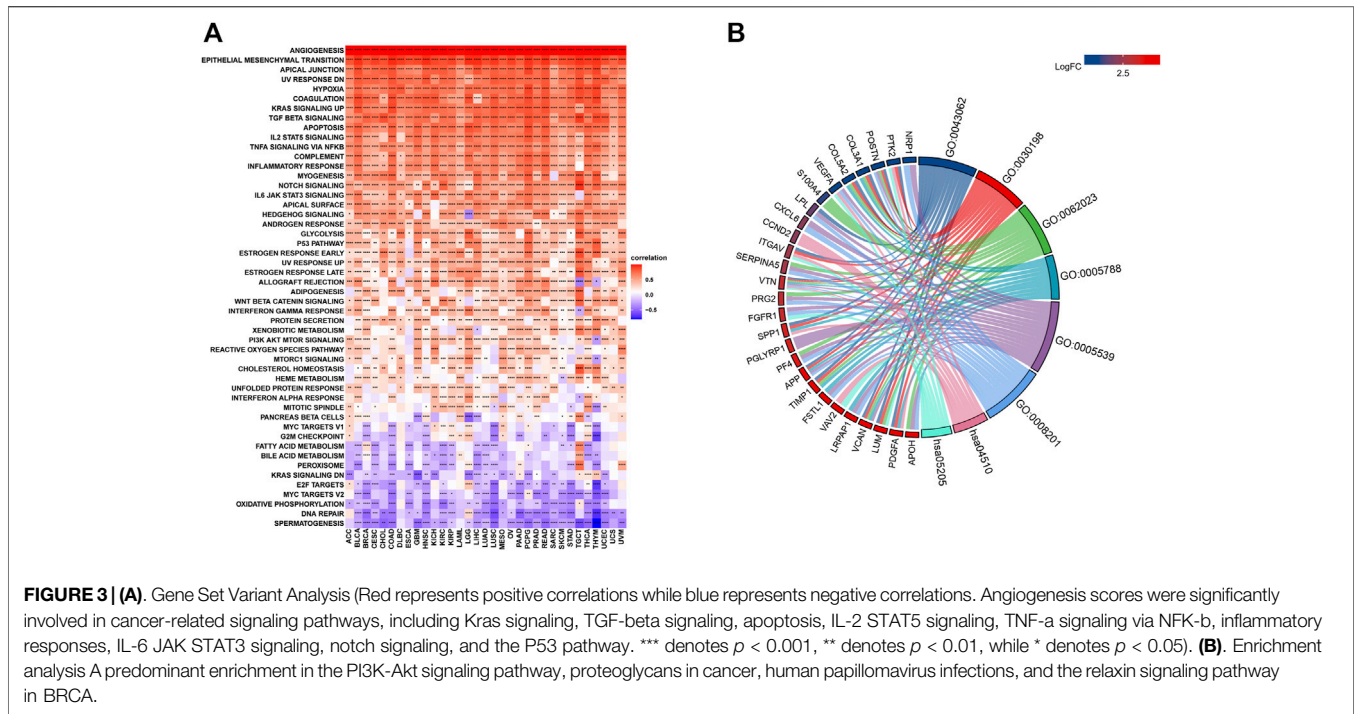 A
ANGIOGENESIS
EPITHELIAL MESENCHYMAL TRANSITION
APICAL JUNCTION
UV RESPONSE DN
HYPOXIA
COAGULATION
KRAS SIGNALING UP
TGF BETA SIGNALING
APOPTOSIS
IL2 STAT5 SIGNALING
TNFA SIGNALING VIA NFKB
COMPLEMENT
INFLAMMATORY RESPONSE
MYOGENESIS
NOTCH SIGNALING
IL6 JAK STAT3 SIGNALING
APICAL SURFACE
HEDGEHOG SIGNALING
ANDROGEN RESPONSE
GLYCOLYSIS
P53 PATHWAY
ESTROGEN RESPONSE EARLY
UV RESPONSE UP
ESTROGEN RESPONSE LATE
ALLOGRAFT REJECTION
ADIPOGENESIS
WNT BETA CATENIN SIGNALING
INTERFERON GAMMA RESPONSE
PROTEIN SECRETION
XENOBIOTIC METABOLISM
PI3K AKT MTOR SIGNALING
REACTIVE OXYGEN SPECIES PATHWAY
MTORC1 SIGNALING
CHOLESTEROL HOMEOSTASIS
HEME METABOLISM
UNFOLDED PROTEIN RESPONSE
INTERFERON ALPHA RESPONSE
MITOTIC SPINDLE
PANCREAS BETA CELLS
MYC TARGETS V1
G2M CHECKPOINT
FATTY ACID METABOLISM
BILE ACID METABOLISM
PEROXISOME
KRAS SIGNALING DN
E2F TARGETS
MYC TARGETS V2
OXIDATIVE PHOSPHORYLATION
DNA REPAIR
SPERMATOGENESIS
ACC
BLCA
BRCA
CESC
CHOL
COAD
DLBC
ESCA
GBM
HNSC
KICH
KIRC
KIRP
LAML
LGG
LIHC
LUAD
LUSC
MESO
OV
PAAD
PCPG
PRAD
READ
SARC
SKCM
STAD
TGCT
THCA
THYM
UCEC
UCS
UVM
correlation
0.5
0.0
−0.5
B
LogFC
2.5
NRP1
PTK2
POSTN
COL3A1
COL5A2
VEGFA
S100A4
LPL
CXCL6
CCND2
ITGAV
SERPINA5
VTN
PRG2
FGFR1
SPP1
PGLYRP1
PF4
APP
TIMP1
FSTL1
VAV2
LRPAP1
VCAN
LUM
PDGFA
APOH
GO:0043062
GO:0030198
GO:0062023
GO:0005788
GO:0005539
GO:0008201
hsa04510
hsa05205
FIGURE 3 | (A). Gene Set Variant Analysis (Red represents positive correlations while blue represents negative correlations. Angiogenesis scores were significantly
involved in cancer-related signaling pathways, including Kras signaling, TGF-beta signaling, apoptosis, IL-2 STAT5 signaling, TNF-a signaling via NFK-b, inflammatory
responses, IL-6 JAK STAT3 signaling, notch signaling, and the P53 pathway. *** denotes p < 0.001, ** denotes p < 0.01, while * denotes p < 0.05). (B). Enrichment
analysis A predominant enrichment in the PI3K-Akt signaling pathway, proteoglycans in cancer, human papillomavirus infections, and the relaxin signaling pathway
in BRCA.